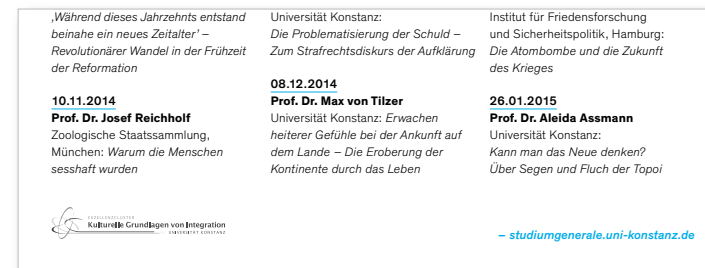 ‚Während dieses Jahrzehnts entstand
beinahe ein neues Zeitalter’ –
Revolutionärer Wandel in der Frühzeit
der Reformation
10.11.2014
Prof. Dr. Josef Reichholf
Zoologische Staatssammlung,
München: Warum die Menschen
sesshaft wurden
Universität Konstanz:
Die Problematisierung der Schuld –
Zum Strafrechtsdiskurs der Aufklärung
08.12.2014
Prof. Dr. Max von Tilzer
Universität Konstanz: Erwachen
heiterer Gefühle bei der Ankunft auf
dem Lande – Die Eroberung der
Kontinente durch das Leben
Institut für Friedensforschung
und Sicherheitspolitik, Hamburg:
Die Atombombe und die Zukunft
des Krieges
26.01.2015
Prof. Dr. Aleida Assmann
Universität Konstanz:
Kann man das Neue denken?
Über Segen und Fluch der Topoi
EXZELLENZCLUSTER
Kulturelle Grundlagen von Integration
UNIVERSITÄT KONSTANZ
– studiumgenerale.uni-konstanz.de